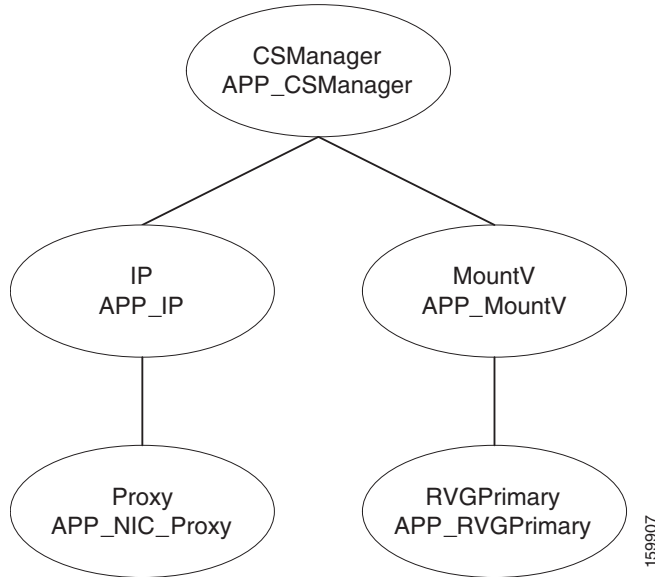 CSManager
APP_CSManager
IP
APP_IP
MountV
APP_MountV
Proxy
APP_NIC_Proxy
RVGPrimary
APP_RVGPrimary
159907